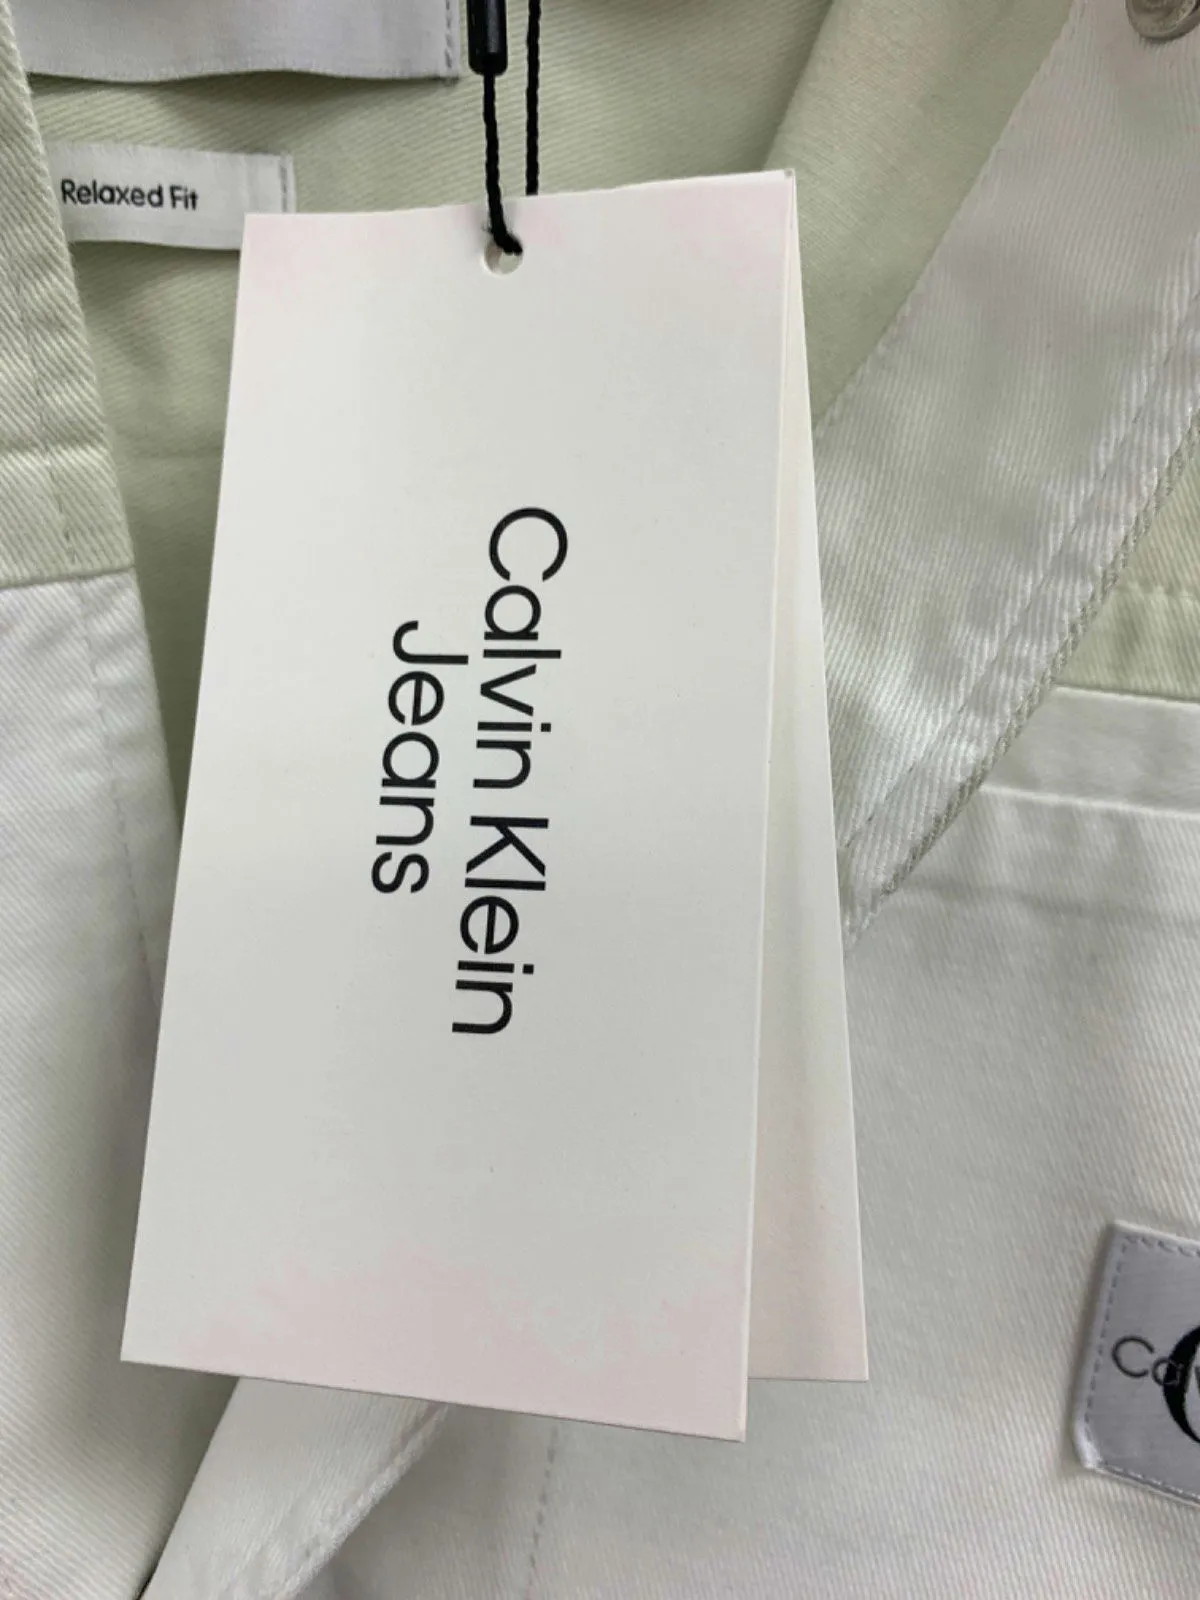 Relaxed Fit
Calvin Klein
Jeans